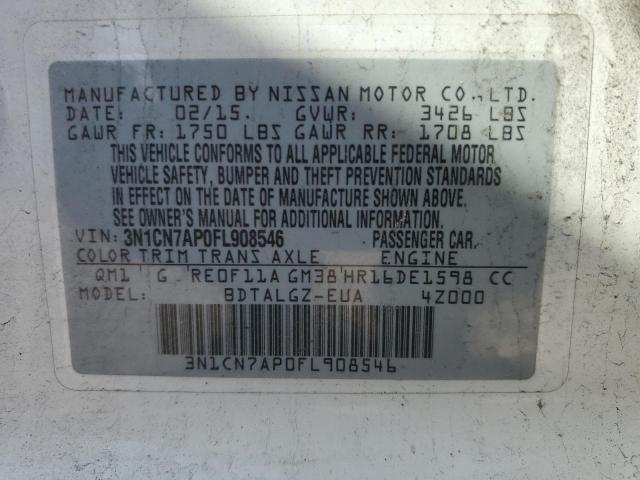 MANUFACTURED BY NISSAN MOTOR CO., LTD.
DATE: 02/15. GVWR: 3426 LBS
GAWR FR: 1750 LBS GAWR RR: 1708 LBS
THIS VEHICLE CONFORMS TO ALL APPLICABLE FEDERAL MOTOR
VEHICLE SAFETY, BUMPER AND THEFT PREVENTION STANDARDS
IN EFFECT ON THE DATE OF MANUFACTURE SHOWN ABOVE.
SEE OWNER'S MANUAL FOR ADDITIONAL INFORMATION.
VIN: 3N1CN7AP0FL908546 PASSENGER CAR.
COLOR TRIM TRANS AXLE ENGINE
QM1 G RE0F11A GM38 HR16DE1598 CC
MODEL: BDTALGZ-EUA 4Z000
3N1CN7AP0FL908546